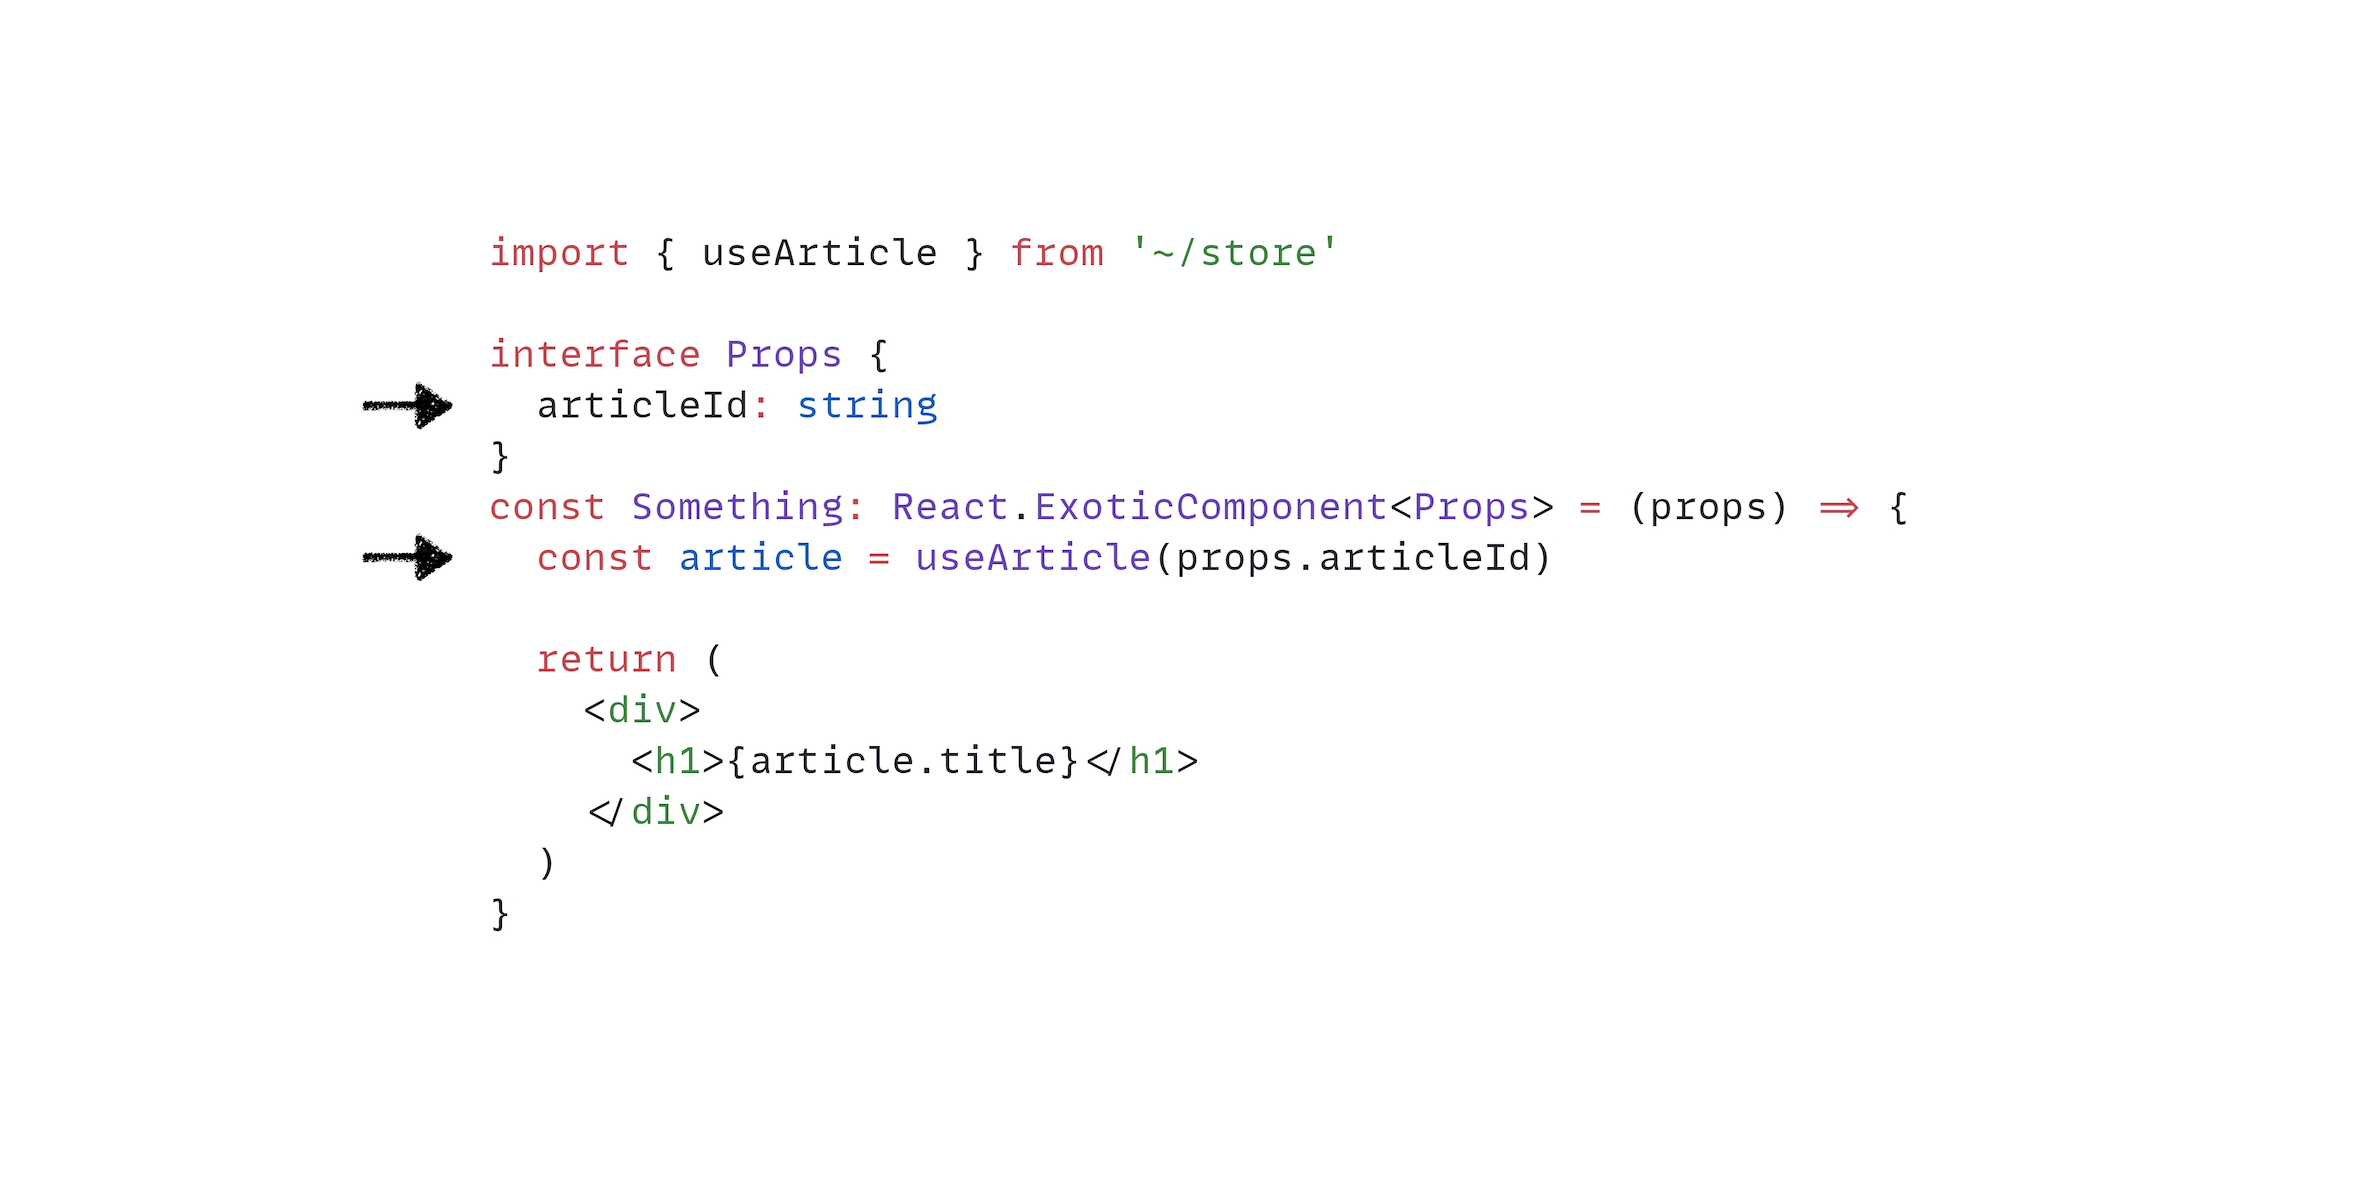 import { useArticle } from '~/store'
interface Props {
articleId: string
}
const Something: React.ExoticComponent<Props> = (props) => {
const article = useArticle(props.articleId)
return (
<div>
<h1>{article.title}</h1>
</div>
)
}